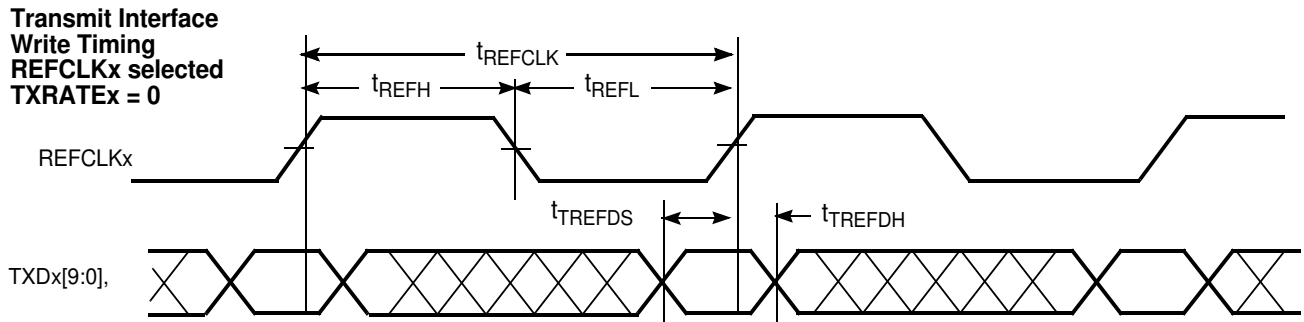 Transmit Interface
Write Timing
REFCLKx selected
TXRATEx = 0
tREFCLK
tREFH
tREFL
REFCLKx
tTREFDS
tTREFDH
TXDx[9:0],